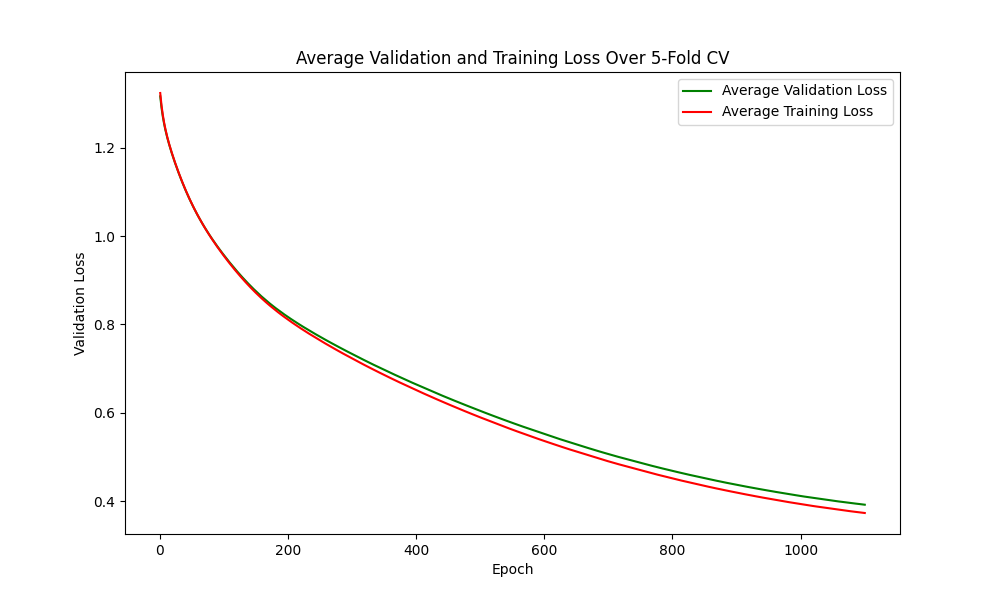 Average Validation and Training Loss Over 5-Fold CV
Average Validation Loss
Average Training Loss
Validation Loss
1.2
1.0
0.8
0.6
0.4
0
200
400
600
800
1000
Epoch